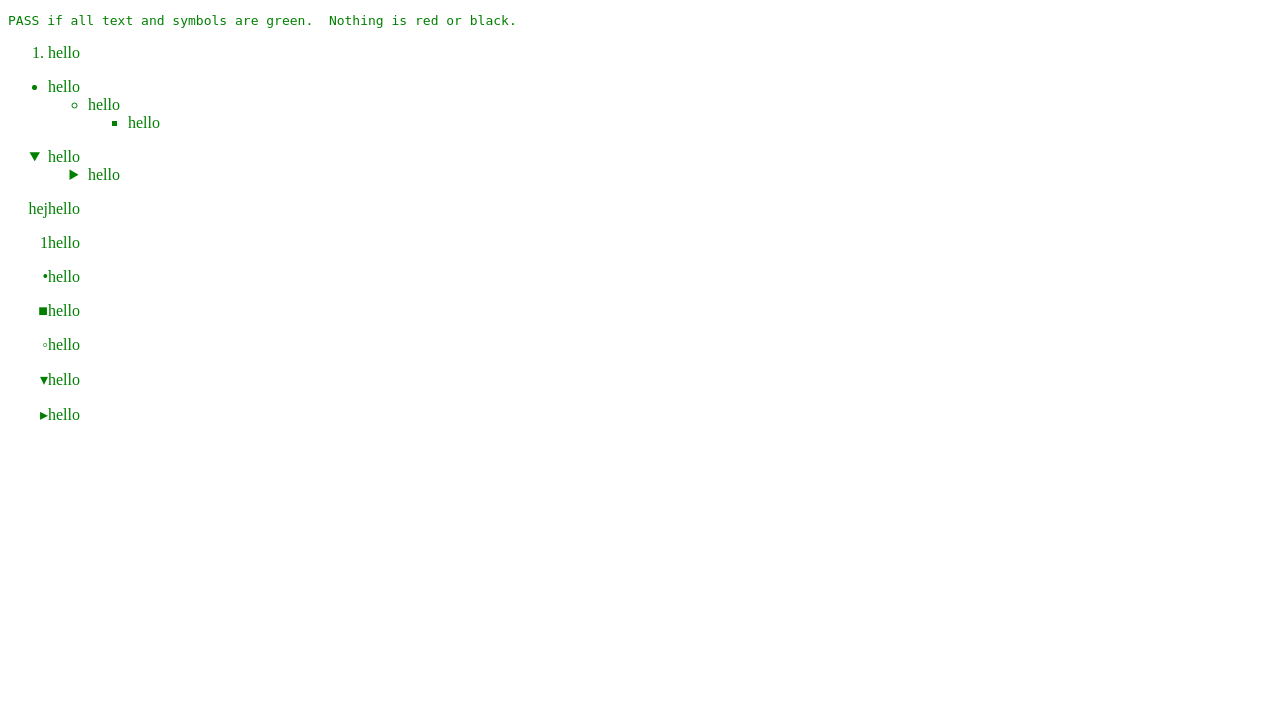 PASS if all text and symbols are green.  Nothing is red or black.
1. hello
• hello
◦ hello
▪ hello
▼ hello
▶ hello
hejhello
1hello
•hello
■hello
◦hello
▾hello
▸hello